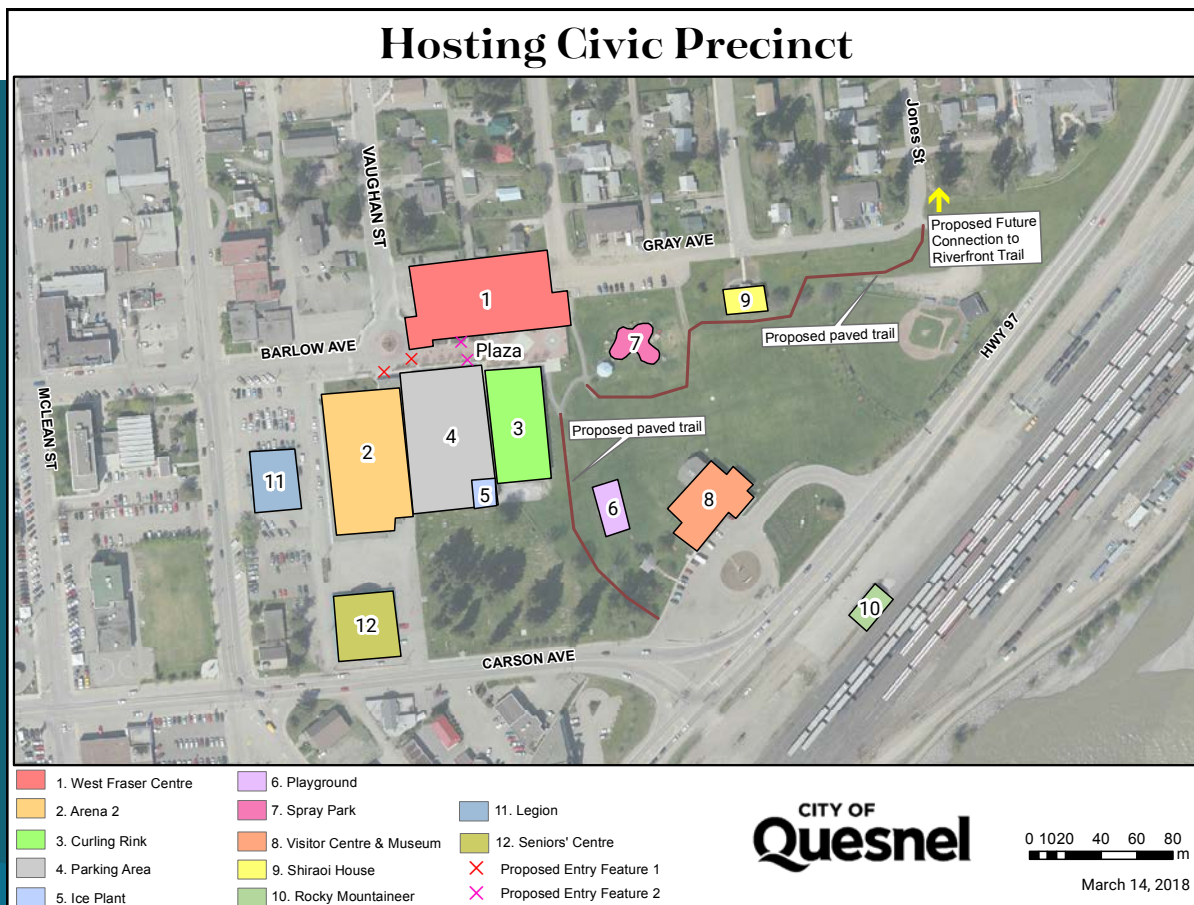 Hosting Civic Precinct
VAUGHAN ST
Jones St
GRAY AVE
Proposed Future
Connection to
Riverfront Trail
1
9
Proposed paved trail
HWY 97
BARLOW AVE
Plaza
7
MCLEAN ST
2
4
3
Proposed paved trail
11
5
6
8
10
12
CARSON AVE
1. West Fraser Centre
2. Arena 2
3. Curling Rink
4. Parking Area
5. Ice Plant
6. Playground
7. Spray Park
8. Visitor Centre & Museum
9. Shiraoi House
10. Rocky Mountaineer
11. Legion
12. Seniors' Centre
Proposed Entry Feature 1
Proposed Entry Feature 2
CITY OF
Quesnel
0 1020 40 60 80
m
March 14, 2018